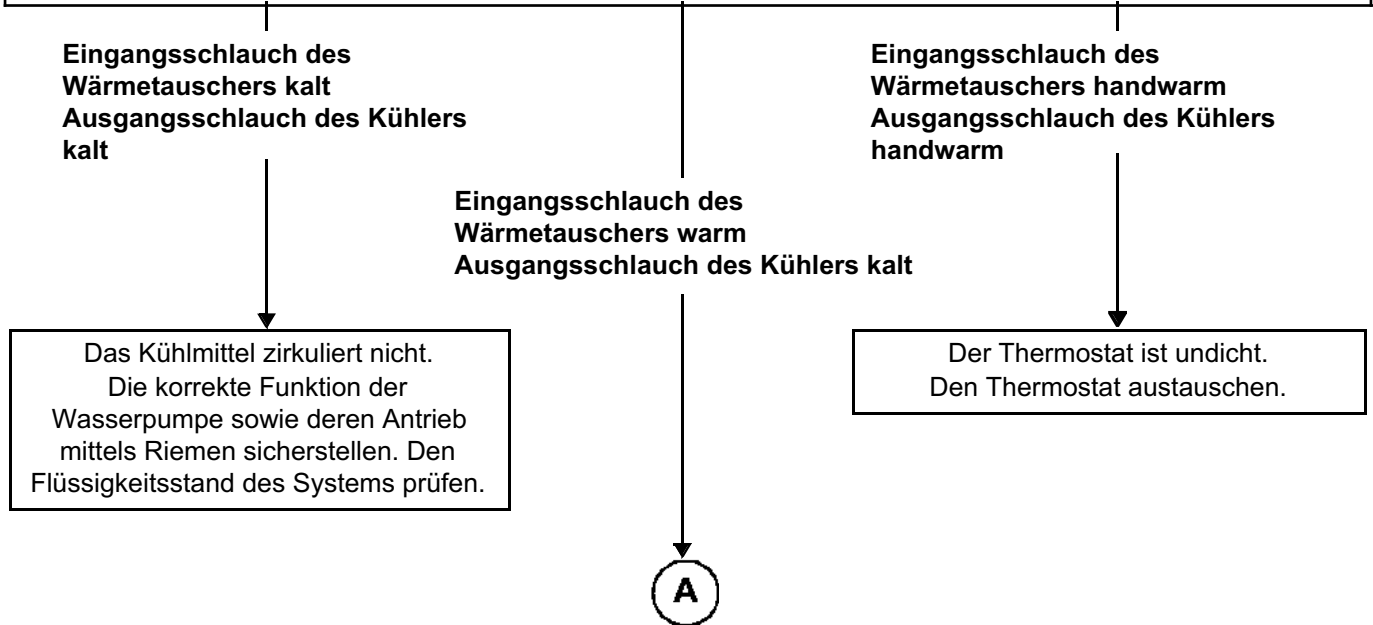 Eingangsschlauch des
Wärmetauschers kalt
Ausgangsschlauch des Kühlers
kalt
Eingangsschlauch des
Wärmetauschers handwarm
Ausgangsschlauch des Kühlers
handwarm
Eingangsschlauch des
Wärmetauschers warm
Ausgangsschlauch des Kühlers kalt
Das Kühlmittel zirkuliert nicht.
Die korrekte Funktion der
Wasserpumpe sowie deren Antrieb
mittels Riemen sicherstellen. Den
Flüssigkeitsstand des Systems prüfen.
Der Thermostat ist undicht.
Den Thermostat austauschen.
A